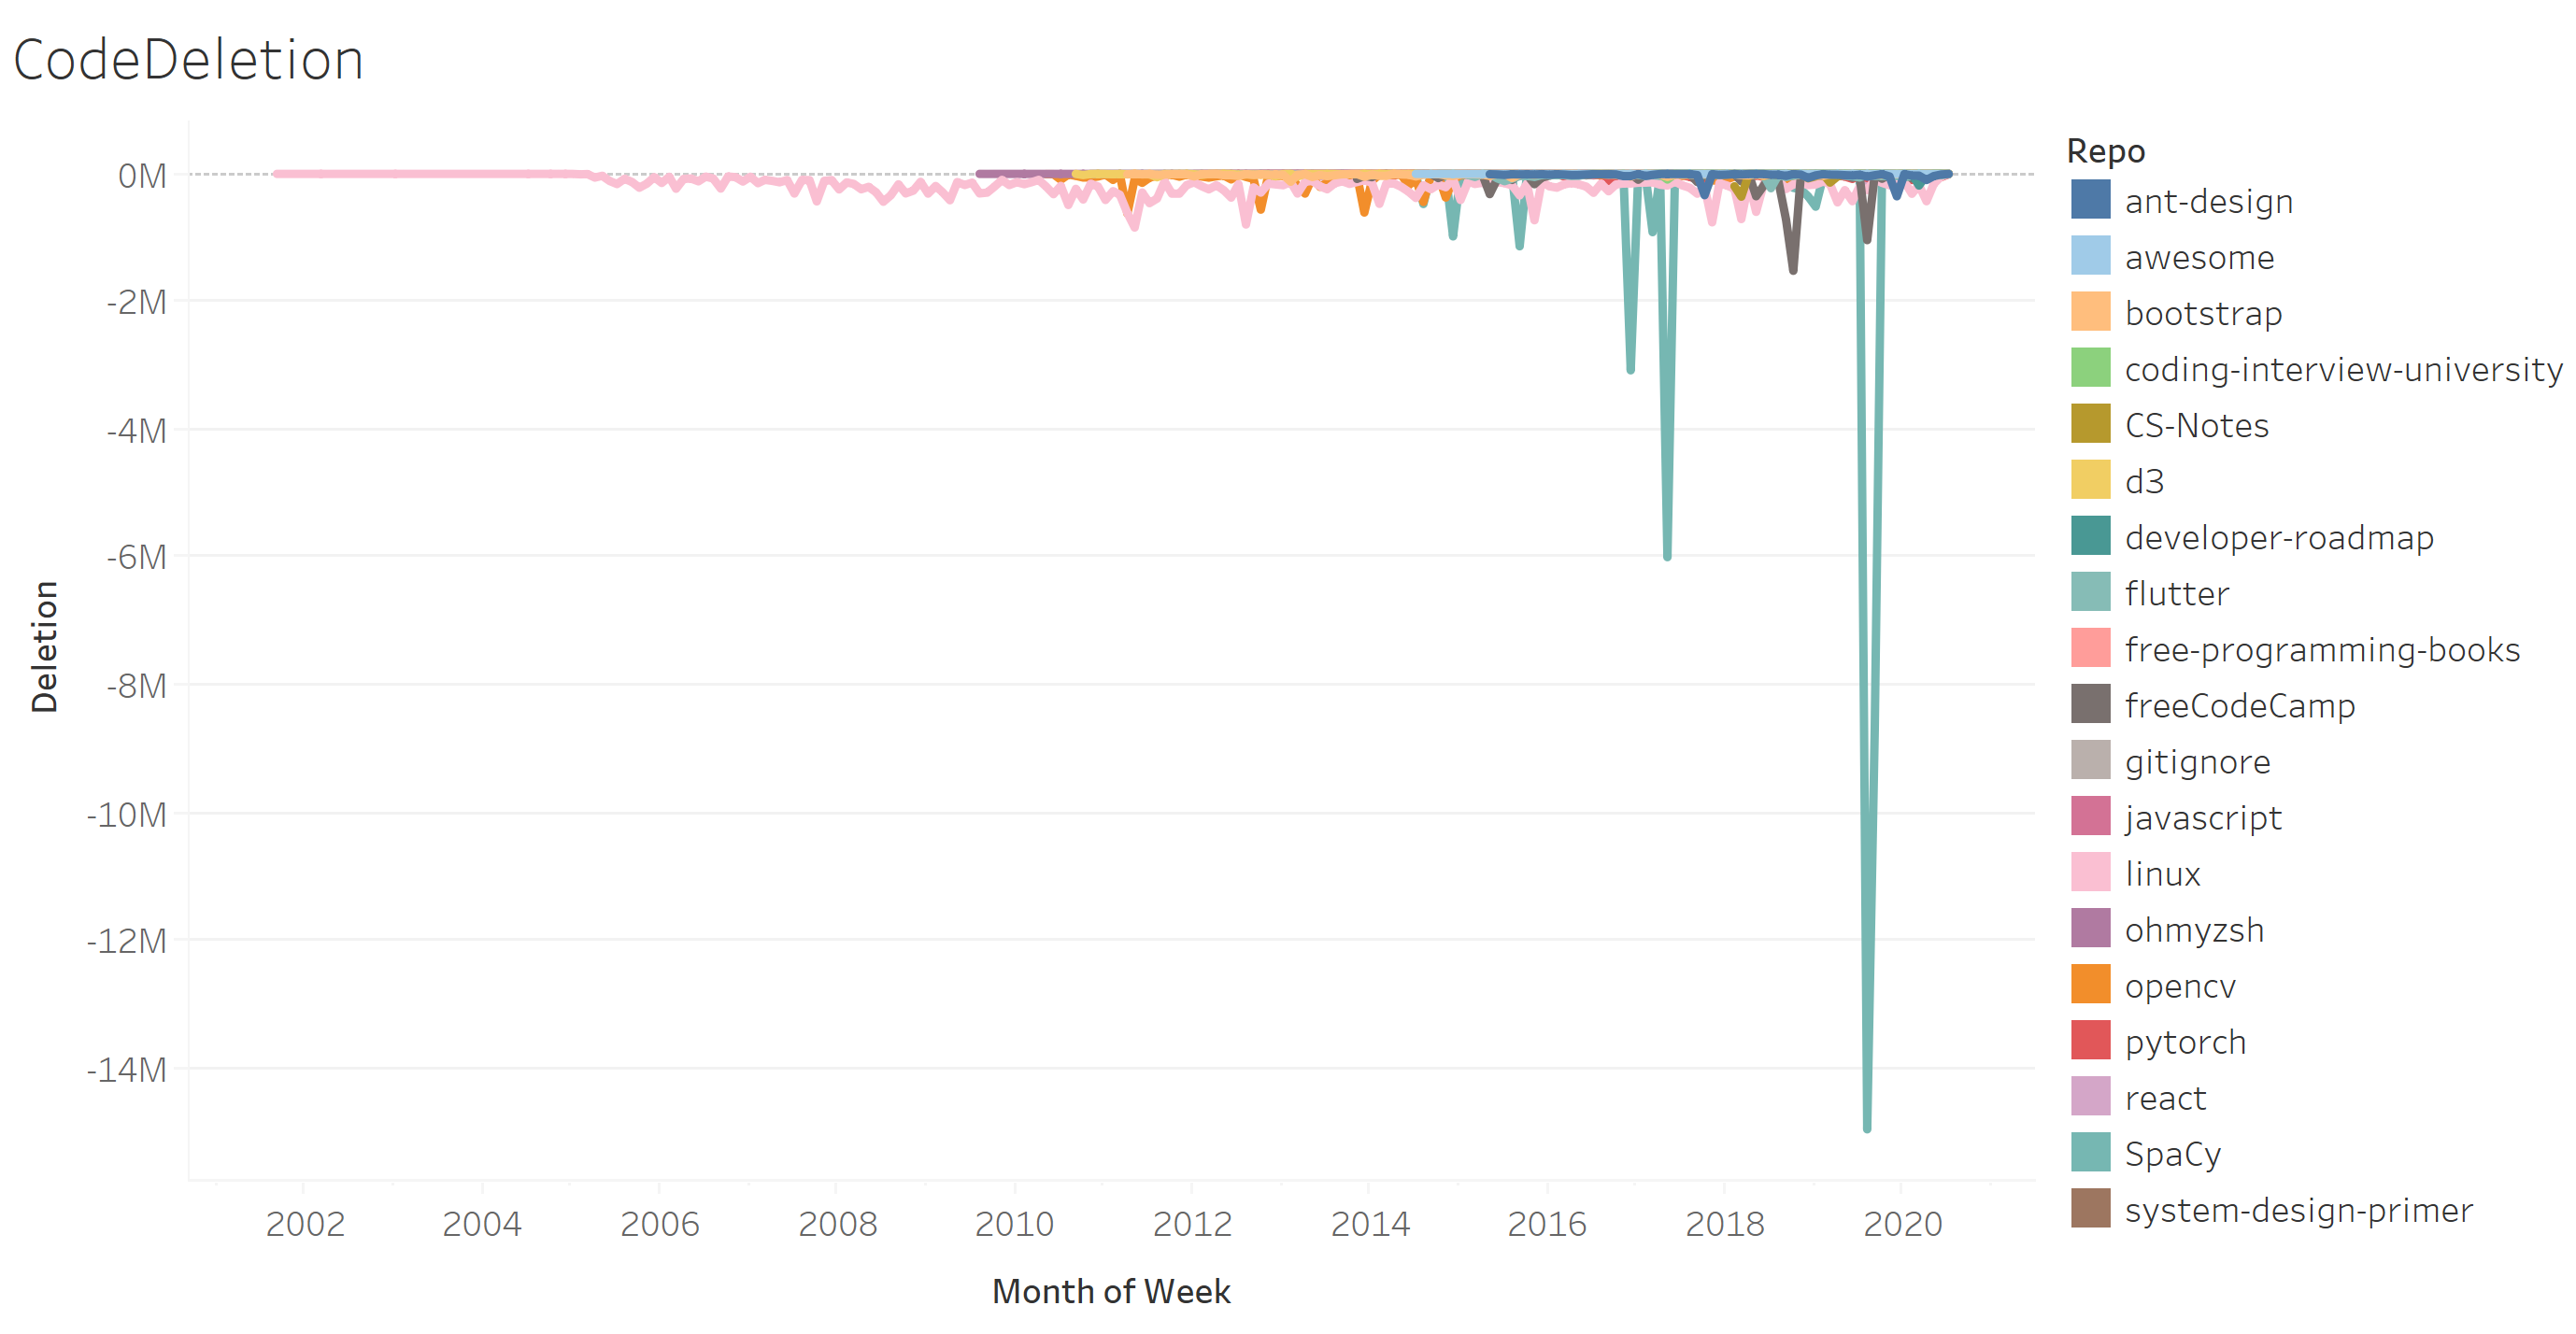 CodeDeletion
0M
-2M
-4M
-6M
-8M
-10M
-12M
-14M
Deletion
2002 2004 2006 2008 2010 2012 2014 2016 2018 2020
Month of Week
Repo
ant-design
awesome
bootstrap
coding-interview-university
CS-Notes
d3
developer-roadmap
flutter
free-programming-books
freeCodeCamp
gitignore
javascript
linux
ohmyzsh
opencv
pytorch
react
SpaCy
system-design-primer